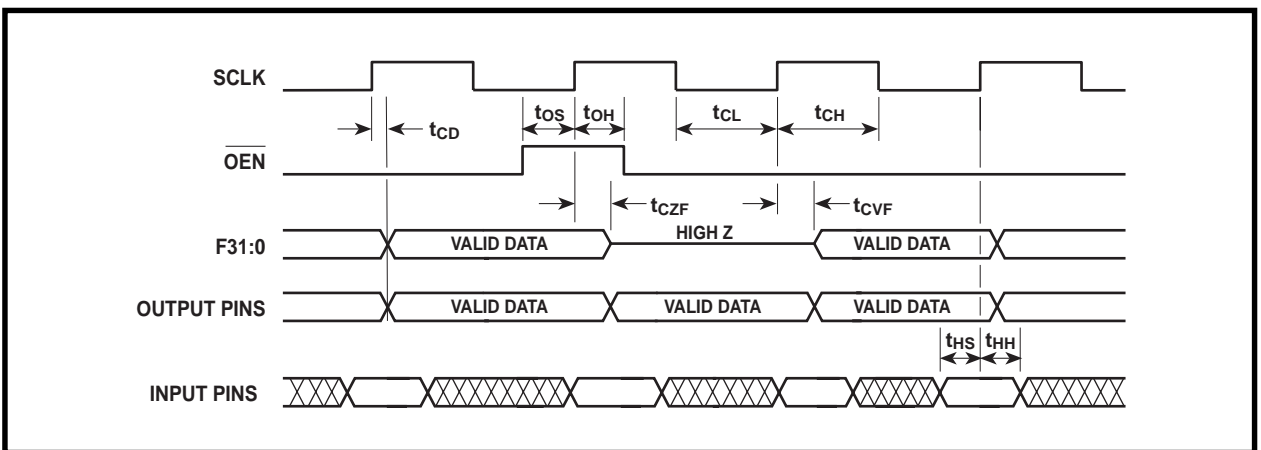 SCLK
tOS tOH tCL tCH
tCD
OEN
tCZF tCVF
F31:0 VALID DATA HIGH Z VALID DATA
OUTPUT PINS VALID DATA VALID DATA VALID DATA
tHS tHH
INPUT PINS